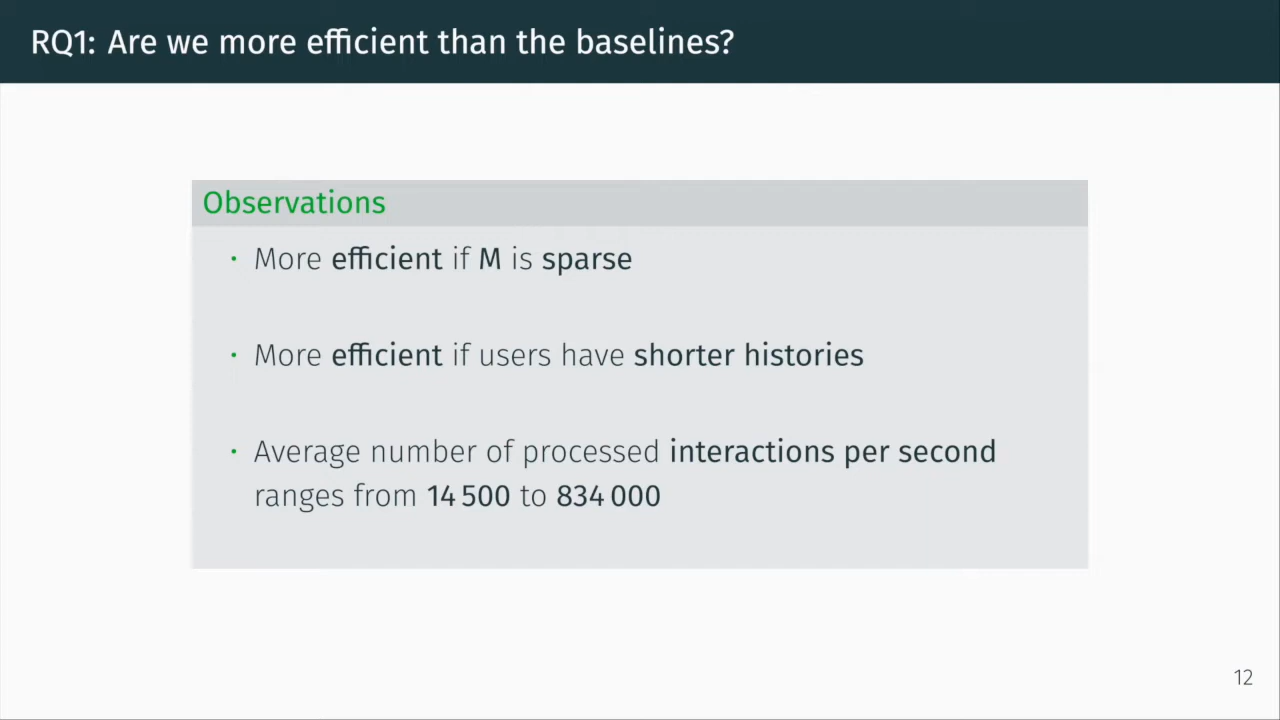 RQ1: Are we more efficient than the baselines?
Observations
· More efficient if M is sparse
· More efficient if users have shorter histories
· Average number of processed interactions per second
ranges from 14 500 to 834 000
12